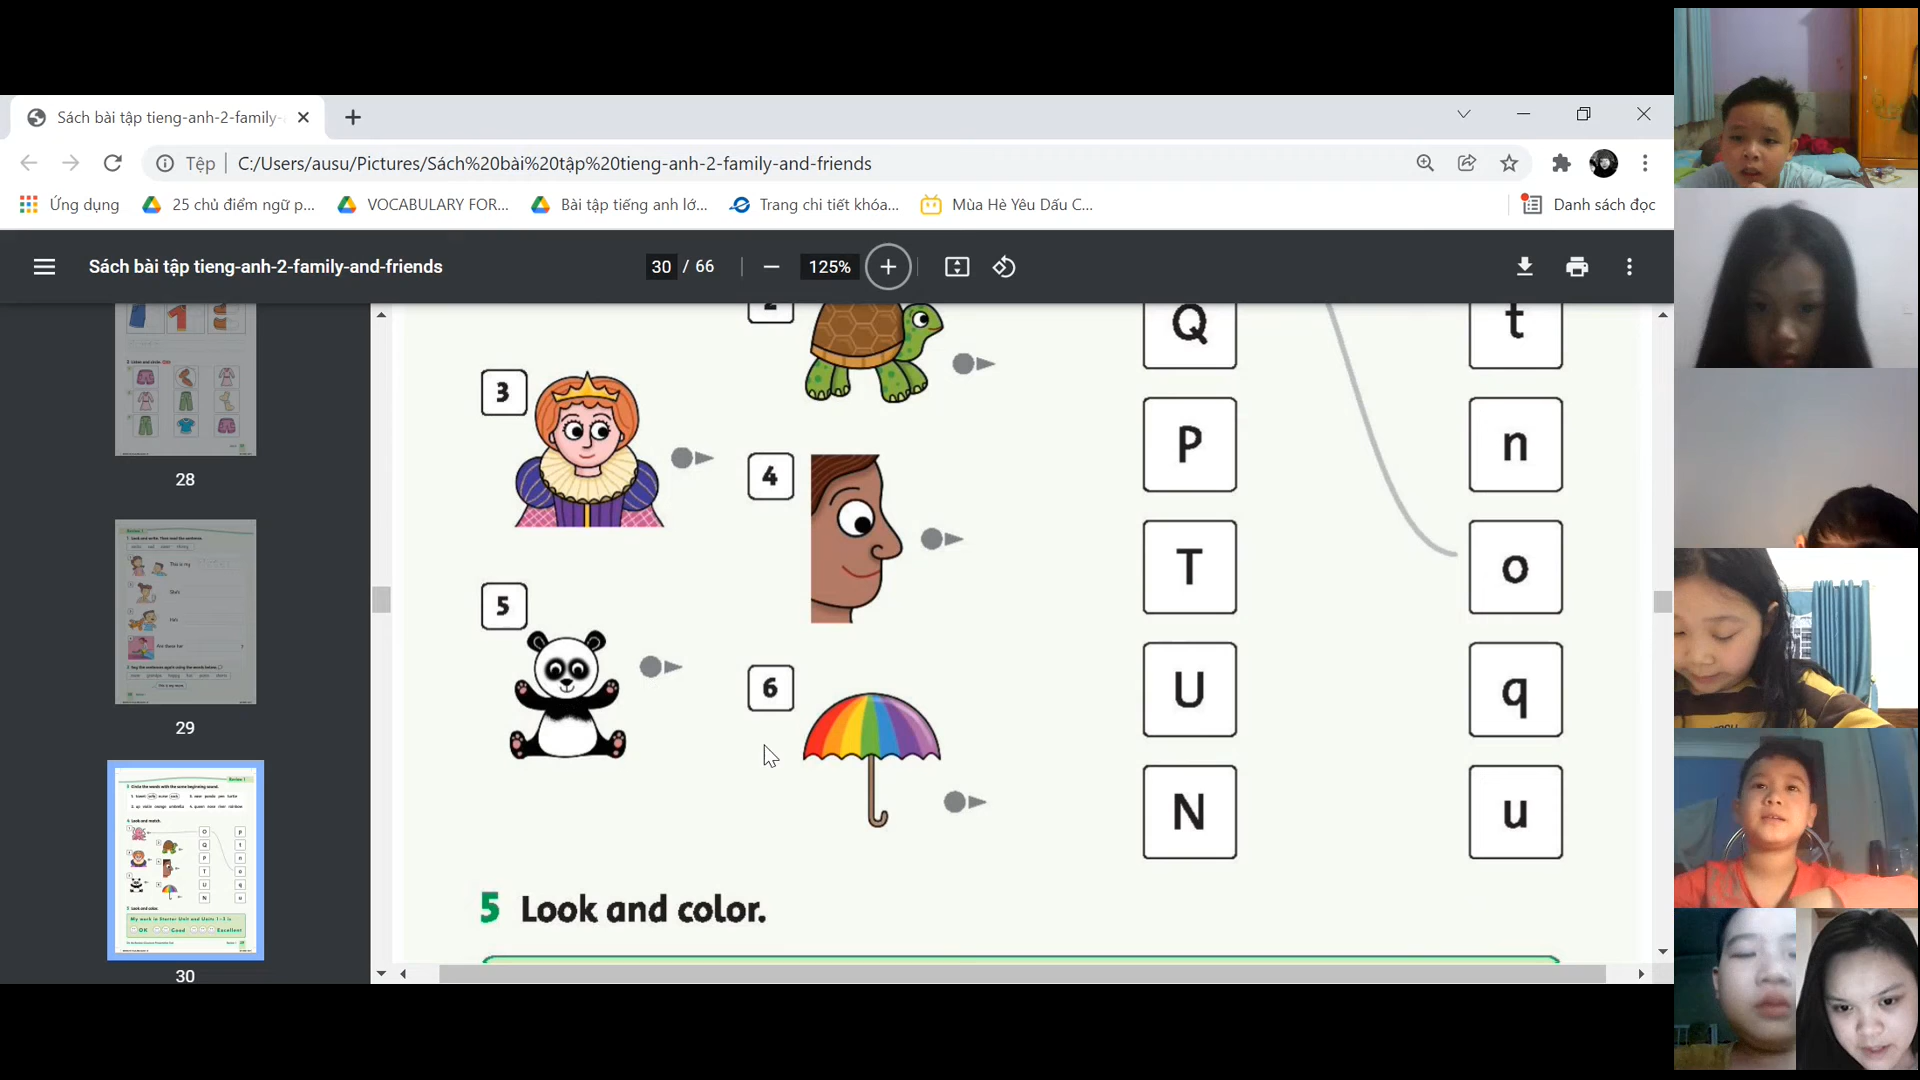 Sách bài tập tieng-anh-2-family-
Tệp C:/Users/ausu/Pictures/Sách%20bài%20tập%20tieng-anh-2-family-and-friends
Ứng dụng 25 chủ điểm ngữ p... VOCABULARY FOR... Bài tập tiếng anh lớ... Trang chi tiết khóa... Mùa Hè Yêu Dấu C... Danh sách đọc
Sách bài tập tieng-anh-2-family-and-friends 30 / 66 125%
28
29
30
2
3
4
5
6
Q t
P n
T o
U q
N u
5 Look and color.